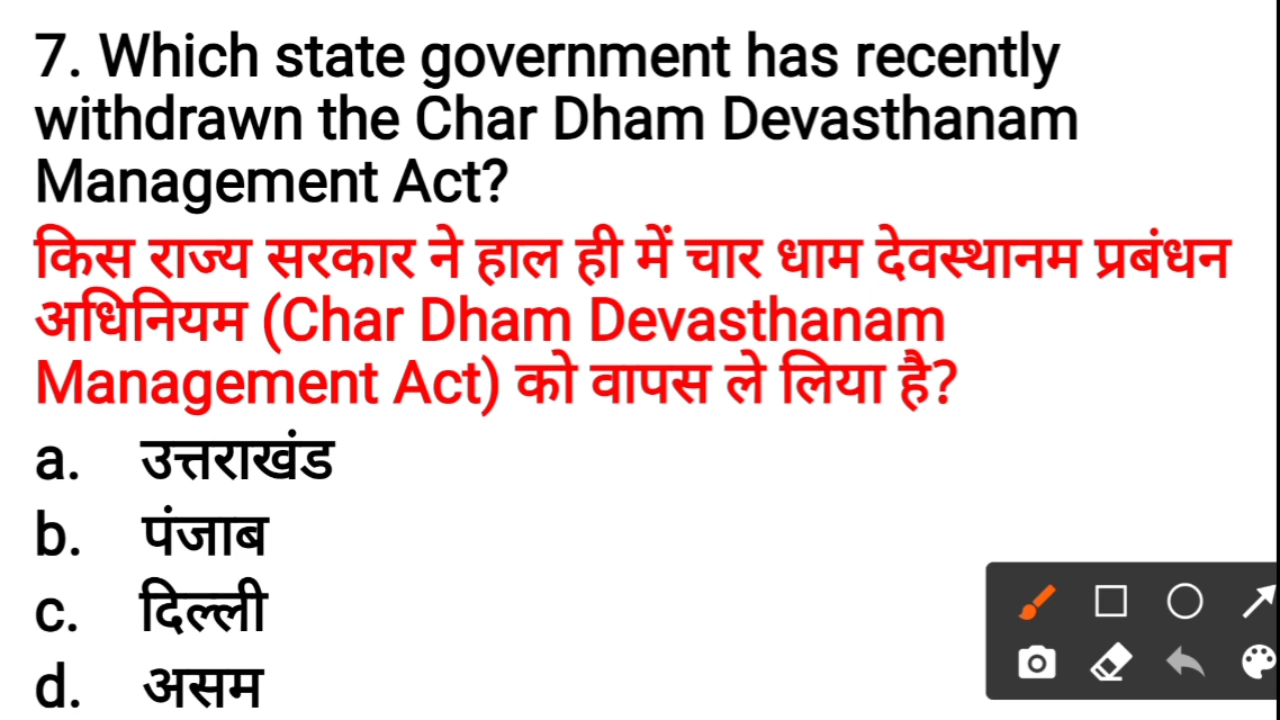 7. Which state government has recently
withdrawn the Char Dham Devasthanam
Management Act?
किस राज्य सरकार ने हाल ही में चार धाम देवस्थानम प्रबंधन
अधिनियम (Char Dham Devasthanam
Management Act) को वापस ले लिया है?
a. उत्तराखंड
b. पंजाब
c. दिल्ली
d. असम